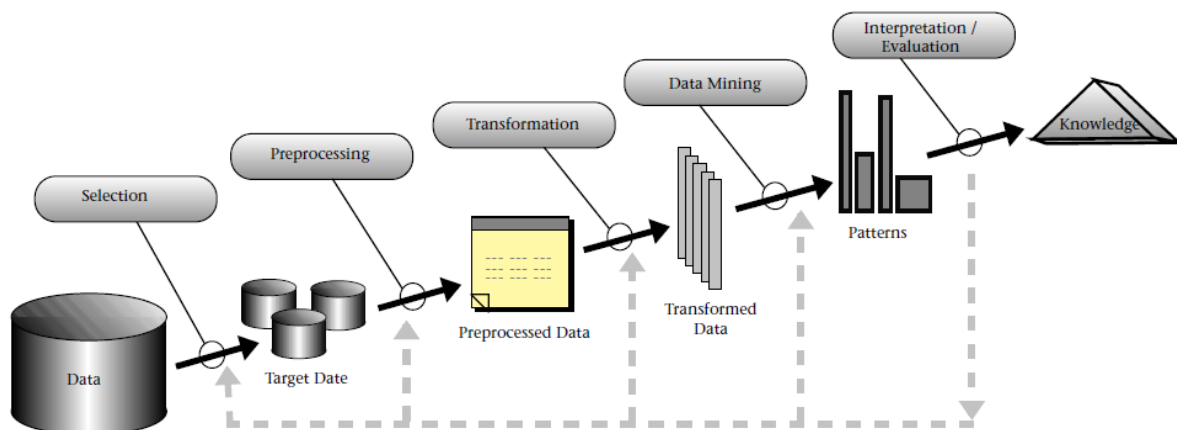 Interpretation /
Evaluation
Data Mining
Transformation
Preprocessing
Selection
Knowledge
Patterns
Transformed
Data
Preprocessed Data
Target Date
Data